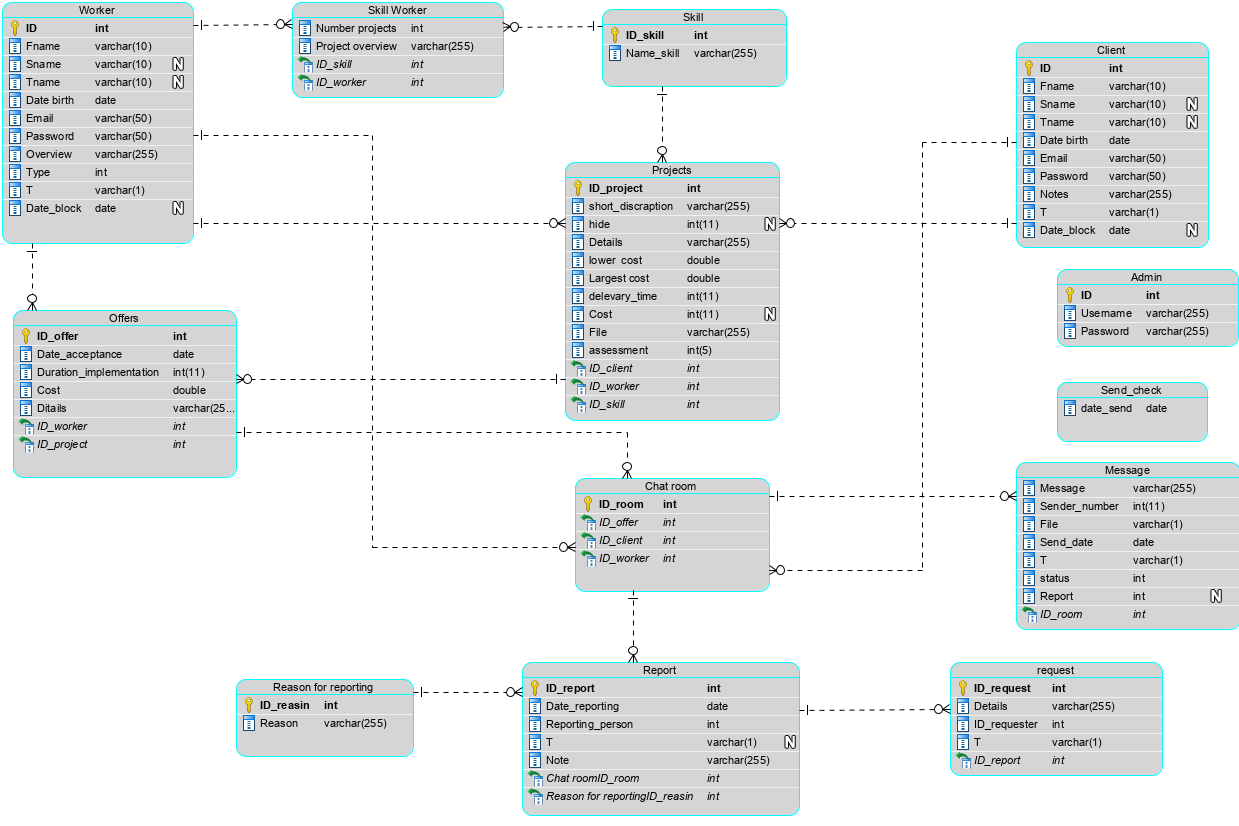 Worker
ID int
Fname varchar(10)
Sname varchar(10) N
Tname varchar(10) N
Date birth date
Email varchar(50)
Password varchar(50)
Overview varchar(255)
Type int
T varchar(1)
Date_block date N
Skill Worker
Number projects int
Project overview varchar(255)
ID_skill int
ID_worker int
Skill
ID_skill int
Name_skill varchar(255)
Client
ID int
Fname varchar(10)
Sname varchar(10) N
Tname varchar(10) N
Date birth date
Email varchar(50)
Password varchar(50)
Notes varchar(255)
T varchar(1)
Date_block date N
Projects
ID_project int
short_discraption varchar(255)
hide int(11) N
Details varchar(255)
lower cost double
Largest cost double
delevary_time int(11)
Cost int(11) N
File varchar(255)
assessment int(5)
ID_client int
ID_worker int
ID_skill int
Admin
ID int
Username varchar(255)
Password varchar(255)
Offers
ID_offer int
Date_acceptance date
Duration_implementation int(11)
Cost double
Ditails varchar(25...
ID_worker int
ID_project int
Send_check
date_send date
Chat room
ID_room int
ID_offer int
ID_client int
ID_worker int
Message
Message varchar(255)
Sender_number int(11)
File varchar(1)
Send_date date
T varchar(1)
status int
Report int N
ID_room int
Reason for reporting
ID_reasin int
Reason varchar(255)
Report
ID_report int
Date_reporting date
Reporting_person int
T varchar(1) N
Note varchar(255)
Chat roomID_room int
Reason for reportingID_reasin int
request
ID_request int
Details varchar(255)
ID_requester int
T varchar(1)
ID_report int